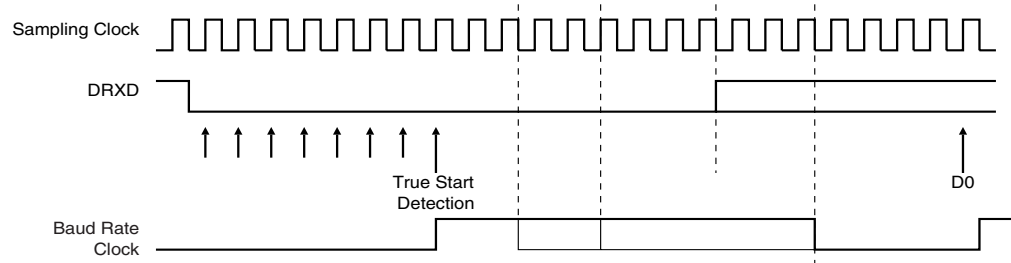 Sampling Clock
DRXD
True Start
Detection
D0
Baud Rate
Clock